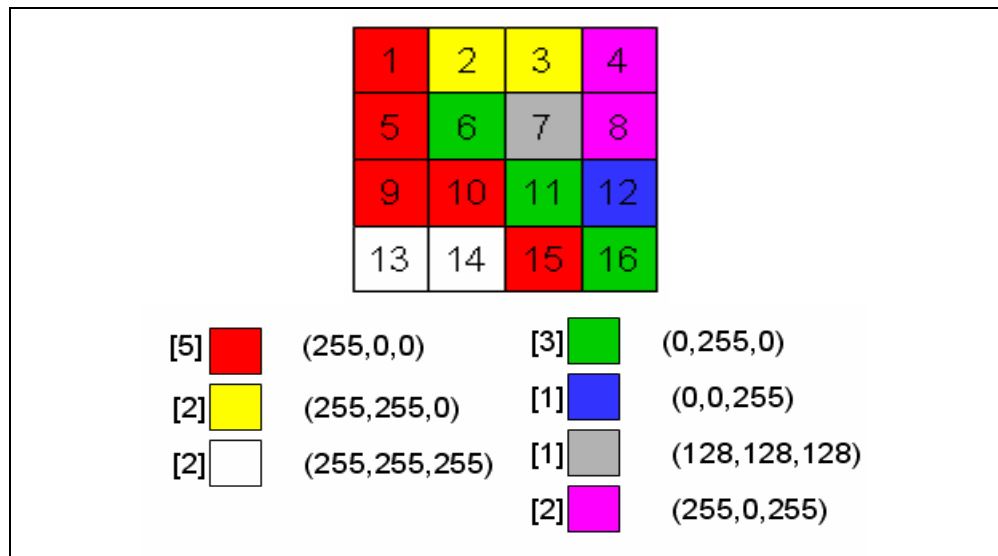 1 2 3 4
5 6 7 8
9 10 11 12
13 14 15 16
[5] (255,0,0)
[2] (255,255,0)
[2] (255,255,255)
[3] (0,255,0)
[1] (0,0,255)
[1] (128,128,128)
[2] (255,0,255)